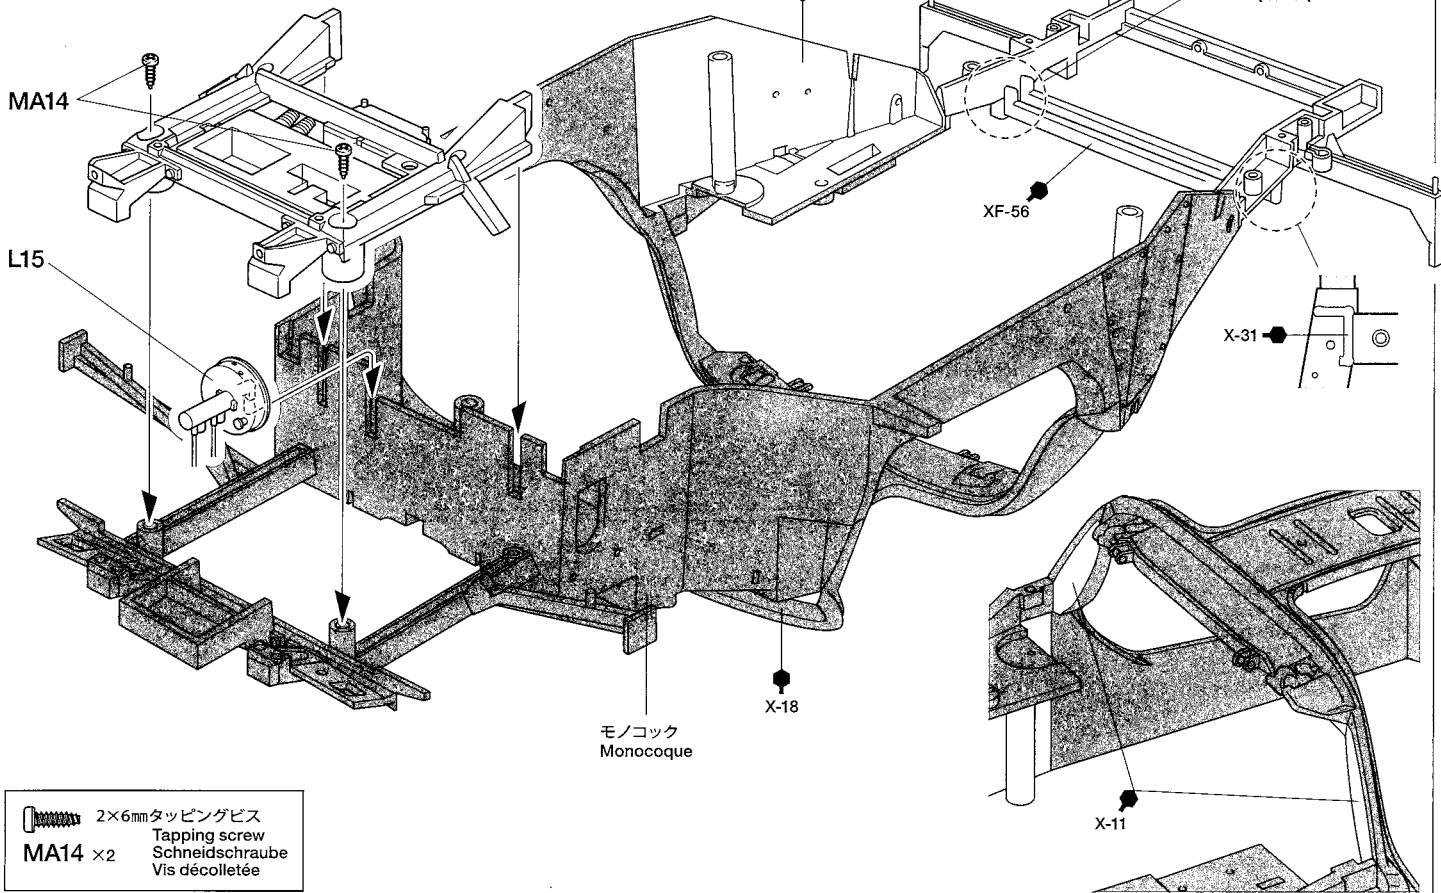 MA14
XF-56
L15
X-31
X-18
モノコック
Monocoque
X-11
2×6mmタッピングビス
Tapping screw
MA14 ×2
Schneidschraube
Vis décolletée